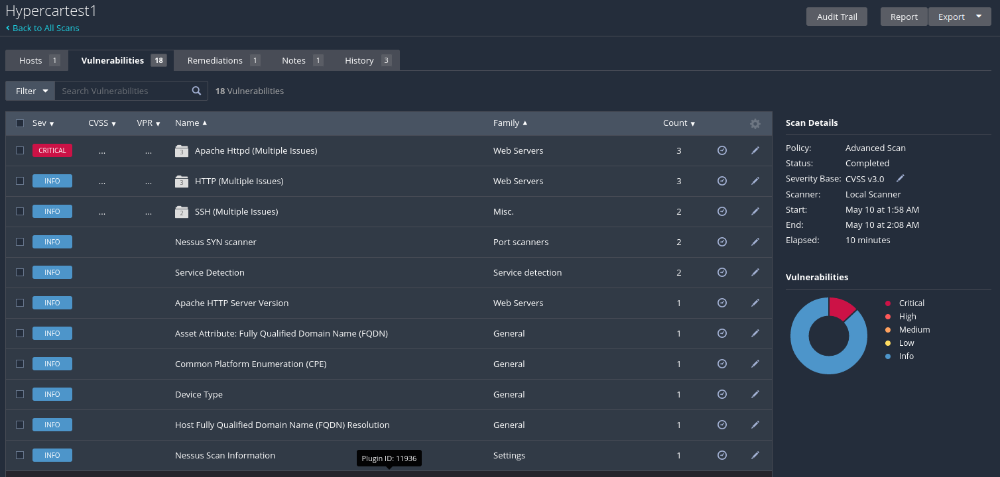 Hypercartest1
Back to All Scans
Audit Trail Report Export
Hosts 1 Vulnerabilities 18 Remediations 1 Notes 1 History 3
Filter Search Vulnerabilities 18 Vulnerabilities
Sev CVSS VPR Name Family Count
CRITICAL ... ... 3 Apache Httpd (Multiple Issues) Web Servers 3
INFO ... ... 3 HTTP (Multiple Issues) Web Servers 3
INFO ... ... 2 SSH (Multiple Issues) Misc. 2
INFO Nessus SYN scanner Port scanners 2
INFO Service Detection Service detection 2
INFO Apache HTTP Server Version Web Servers 1
INFO Asset Attribute: Fully Qualified Domain Name (FQDN) General 1
INFO Common Platform Enumeration (CPE) General 1
INFO Device Type General 1
INFO Host Fully Qualified Domain Name (FQDN) Resolution General 1
INFO Nessus Scan Information Settings 1
Plugin ID: 11936
Scan Details
Policy: Advanced Scan
Status: Completed
Severity Base: CVSS v3.0
Scanner: Local Scanner
Start: May 10 at 1:58 AM
End: May 10 at 2:08 AM
Elapsed: 10 minutes
Vulnerabilities
Critical
High
Medium
Low
Info